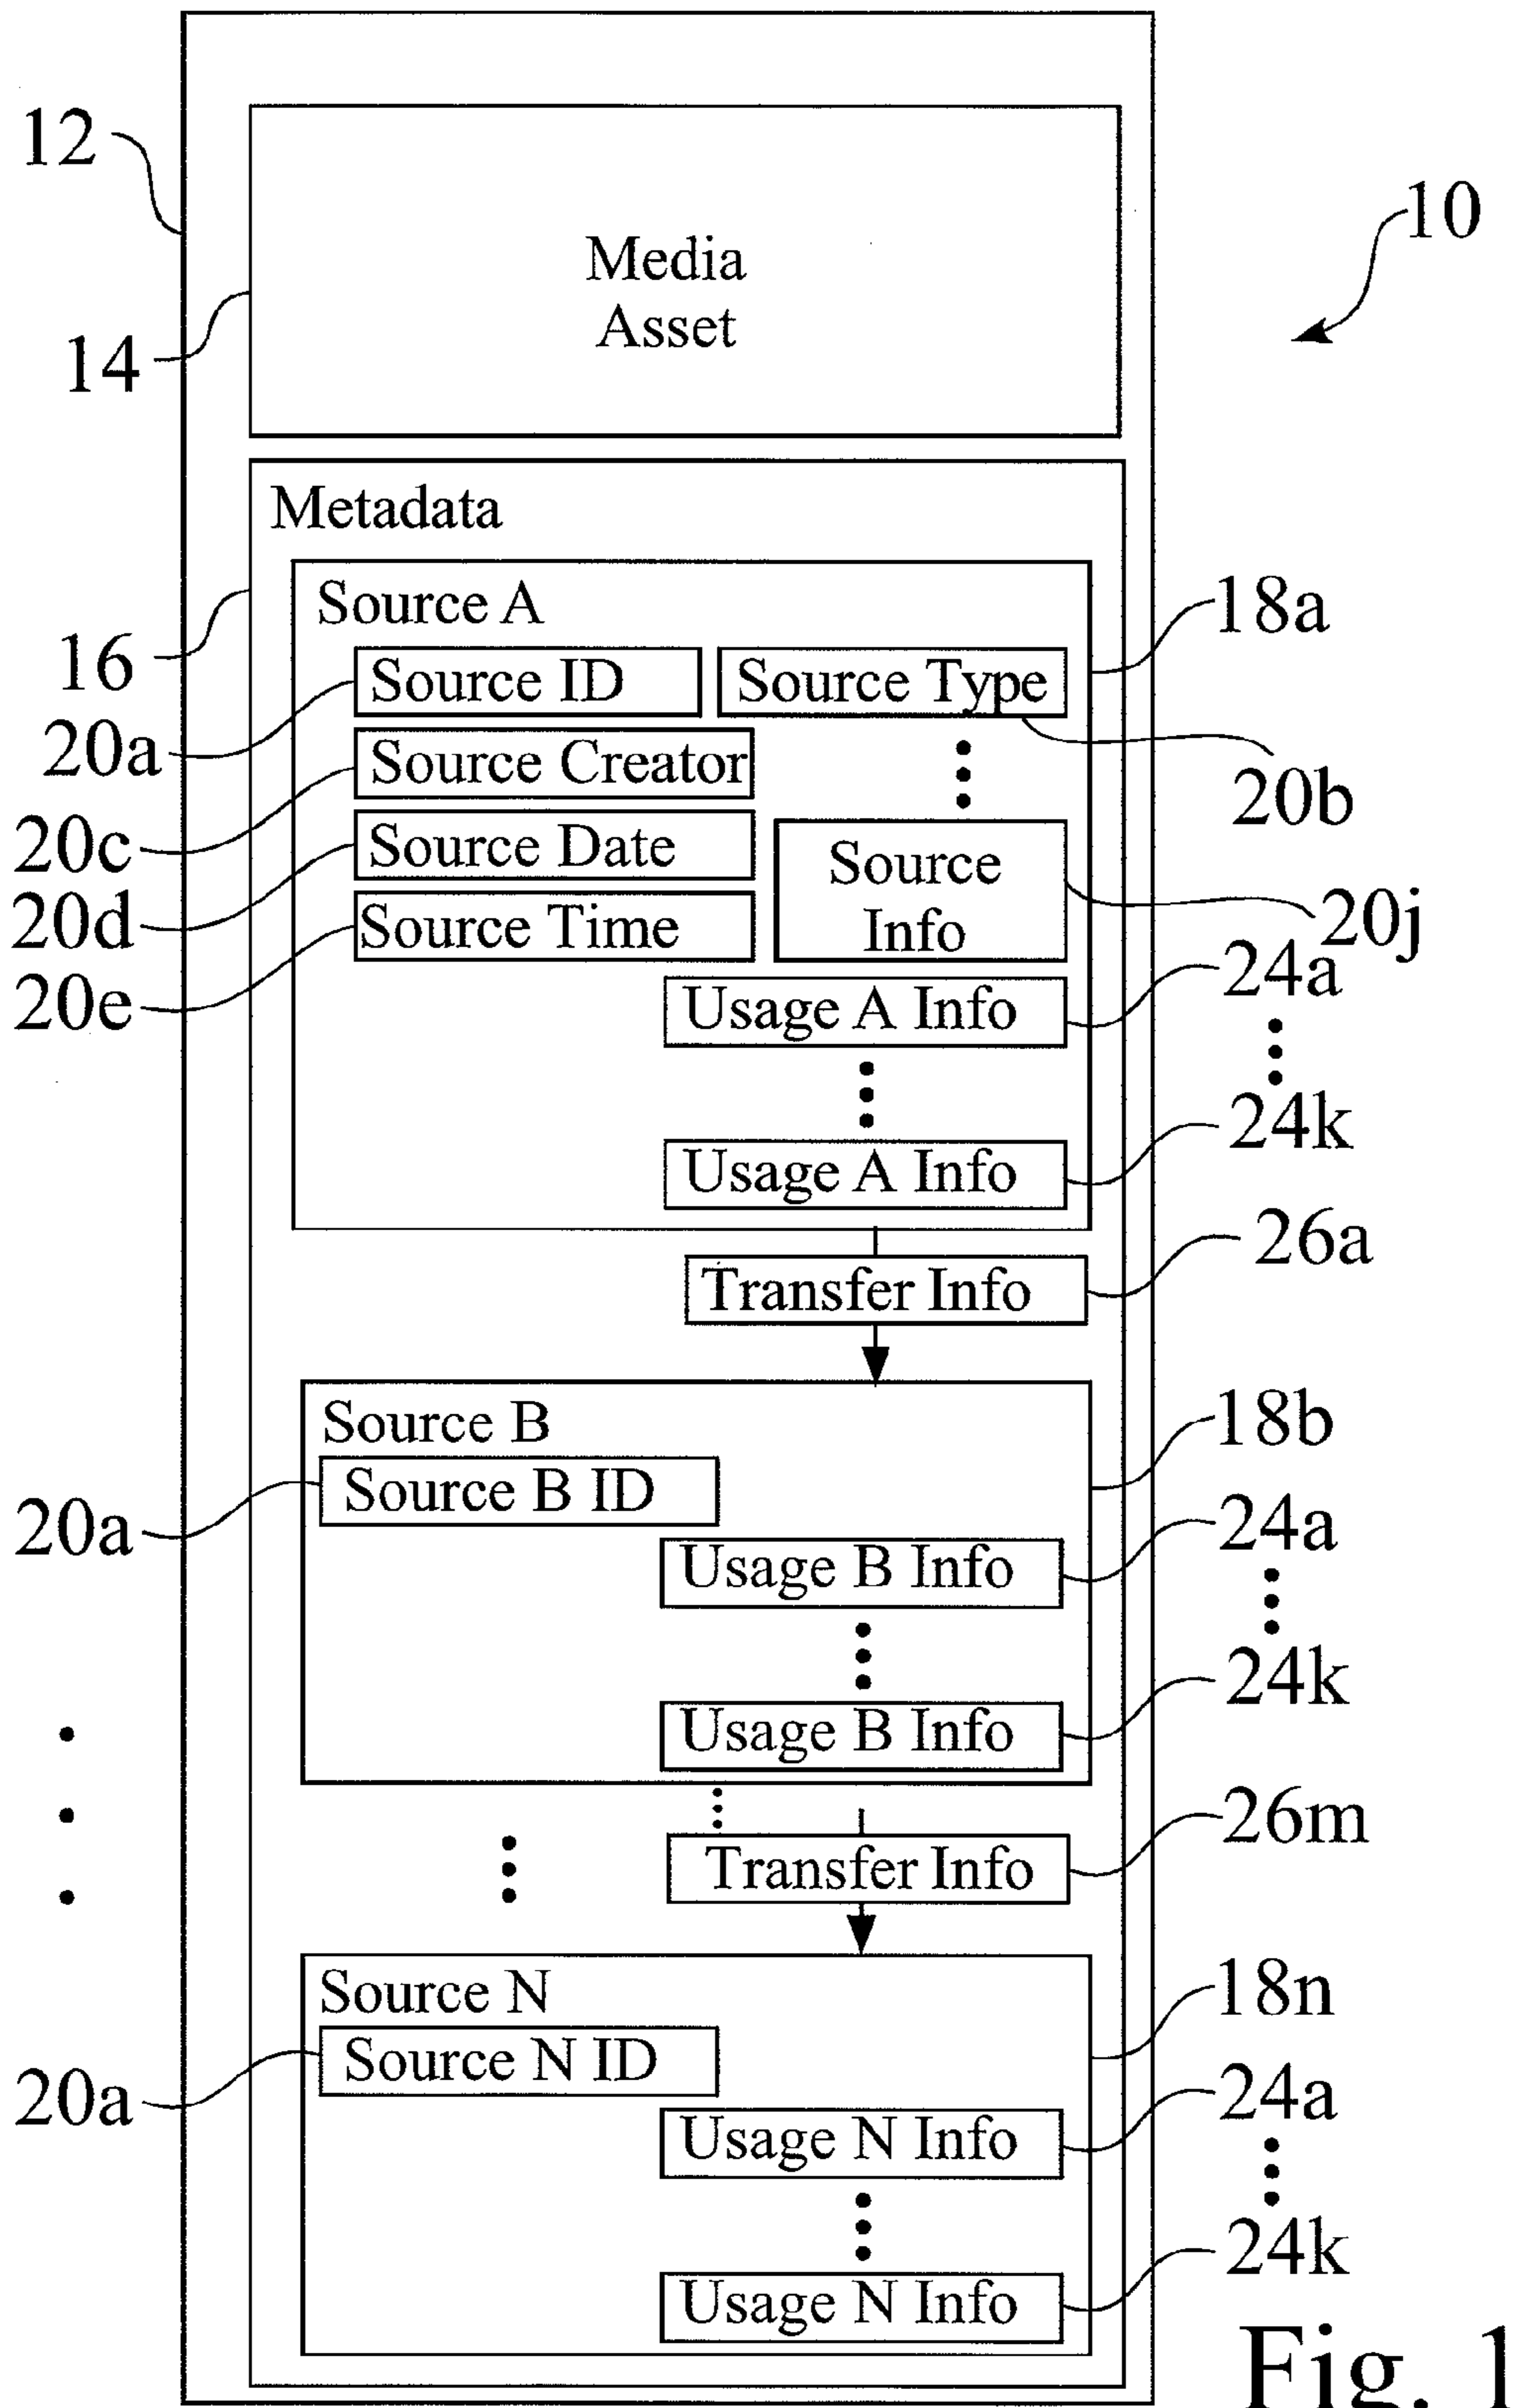 12
10
Media
Asset
14
Metadata
Source A
18a
16
Source ID
Source Type
20a
Source Creator
20b
20c
Source Date
Source
Info
20d
Source Time
20j
20e
24a
Usage A Info
24k
Usage A Info
26a
Transfer Info
Source B
18b
Source B ID
20a
24a
Usage B Info
24k
Usage B Info
26m
Transfer Info
Source N
18n
Source N ID
20a
24a
Usage N Info
24k
Usage N Info
Fig. 1